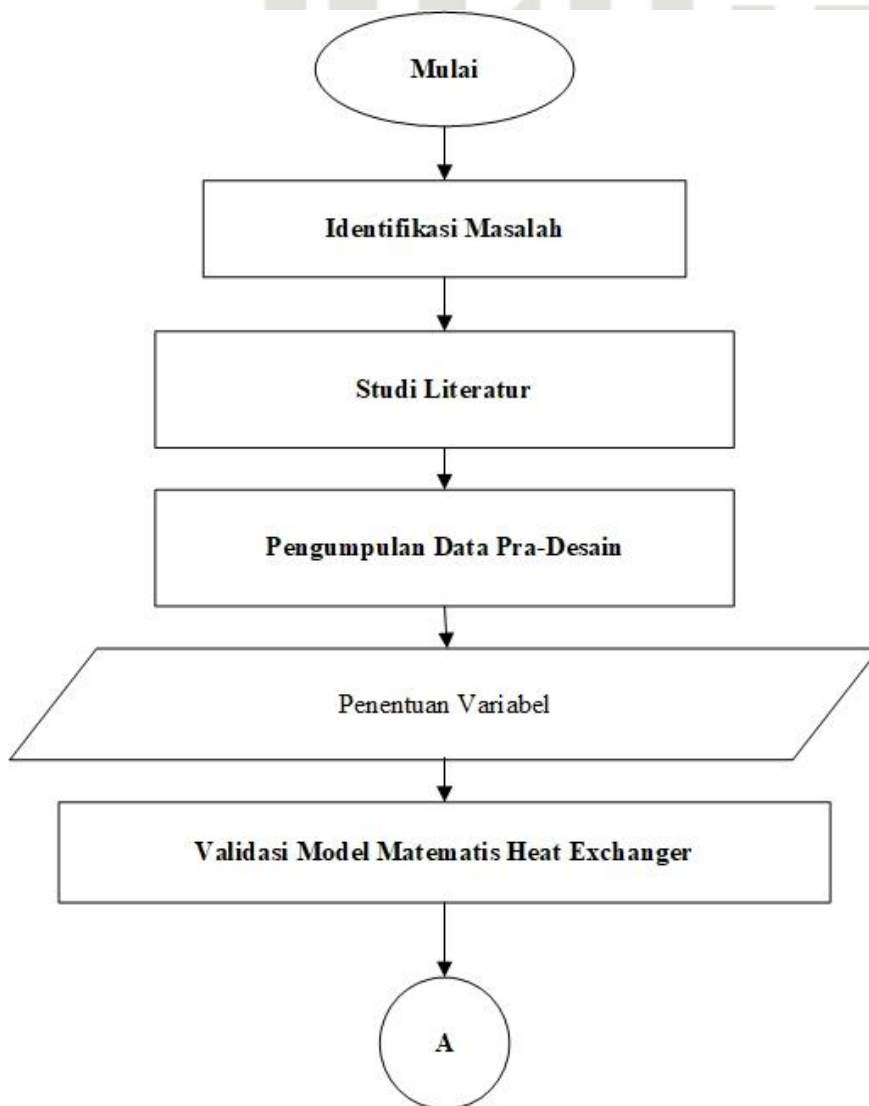 Mulai
Identifikasi Masalah
Studi Literatur
Pengumpulan Data Pra-Desain
Penentuan Variabel
Validasi Model Matematis Heat Exchanger
A